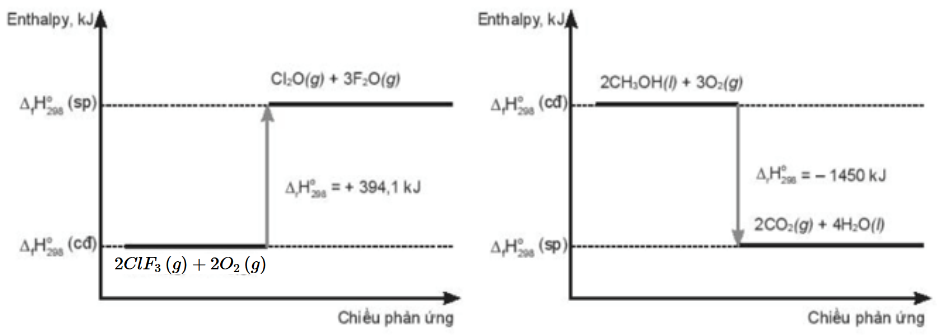 Enthalpy, kJ
Cl₂O(g) + 3F₂O(g)
ΔfH°₂₉₈ (sp)
ΔrH°₂₉₈ = + 394,1 kJ
ΔfH°₂₉₈ (cđ)
2ClF₃ (g) + 2O₂ (g)
Chiều phản ứng
Enthalpy, kJ
2CH₃OH(l) + 3O₂(g)
ΔfH°₂₉₈ (cđ)
ΔrH°₂₉₈ = – 1450 kJ
2CO₂(g) + 4H₂O(l)
ΔfH°₂₉₈ (sp)
Chiều phản ứng